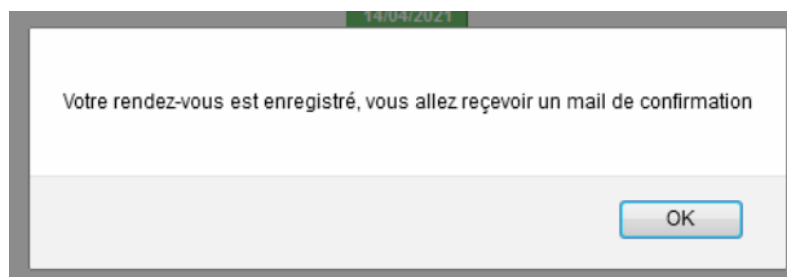 14/04/2021
Votre rendez-vous est enregistré, vous allez reçevoir un mail de confirmation
OK